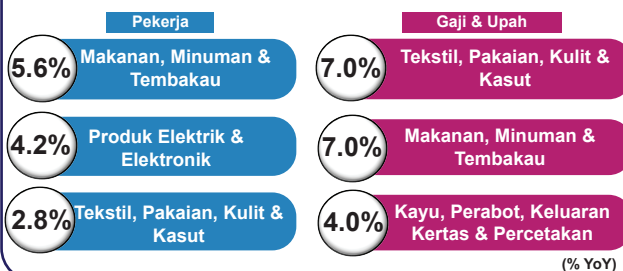 Pekerja
5.6%
Makanan, Minuman &
Tembakau
4.2%
Produk Elektrik &
Elektronik
2.8%
Tekstil, Pakaian, Kulit &
Kasut
Gaji & Upah
7.0%
Tekstil, Pakaian, Kulit &
Kasut
7.0%
Makanan, Minuman &
Tembakau
4.0%
Kayu, Perabot, Keluaran
Kertas & Percetakan
(% YoY)